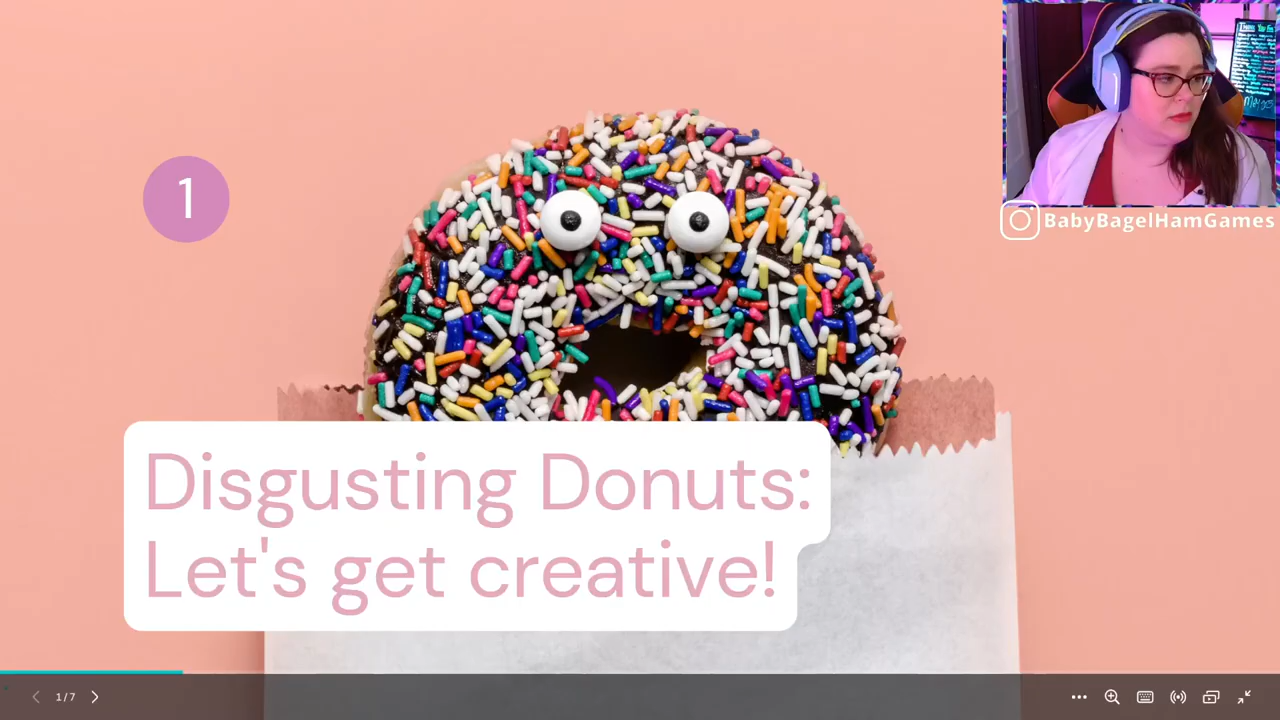 1
BabyBagelHamGames
Disgusting Donuts:
Let's get creative!
1/7